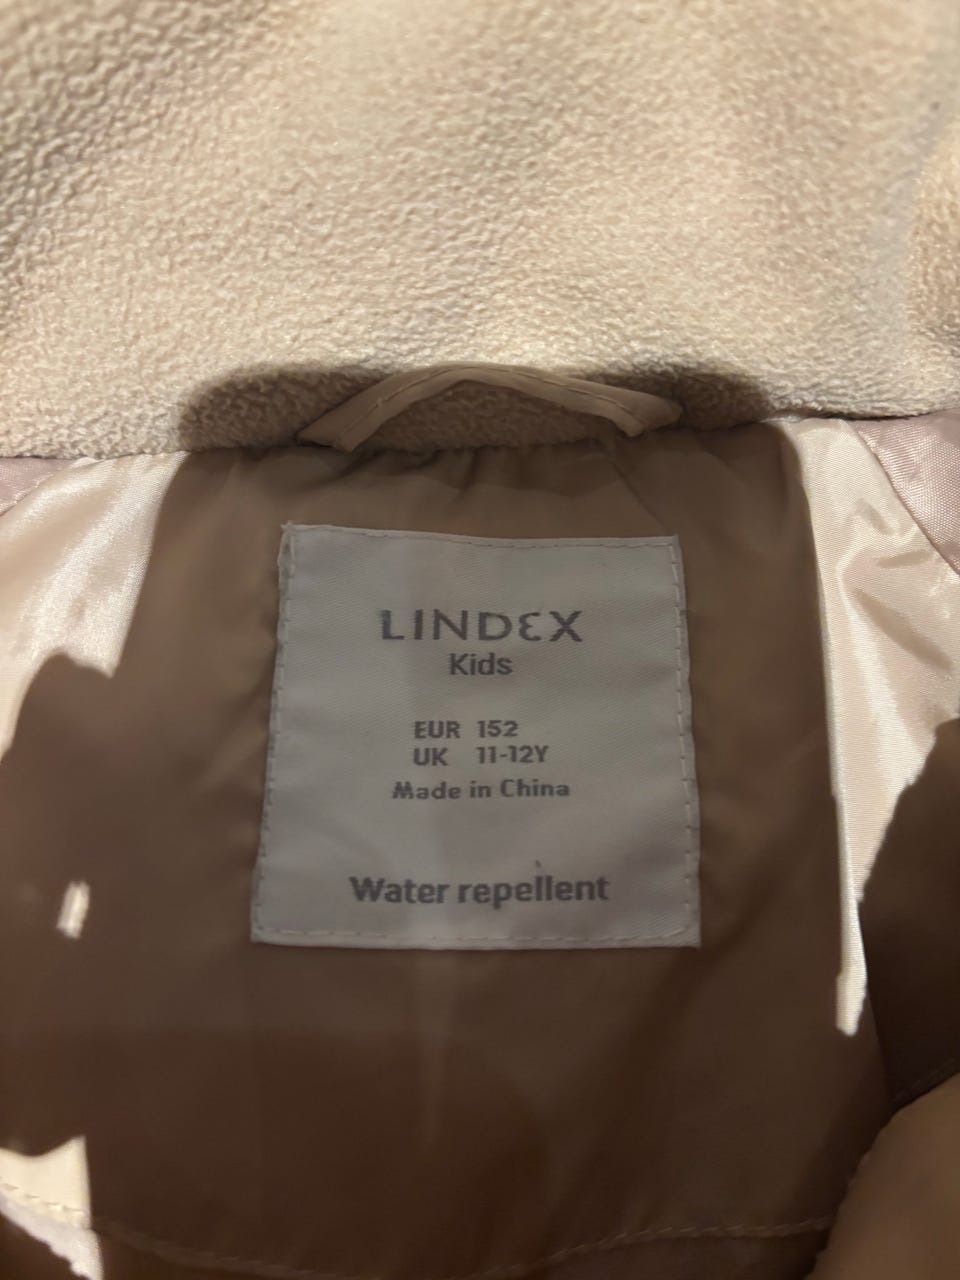 LINDEX
Kids
EUR 152
UK 11-12Y
Made in China
Water repellent